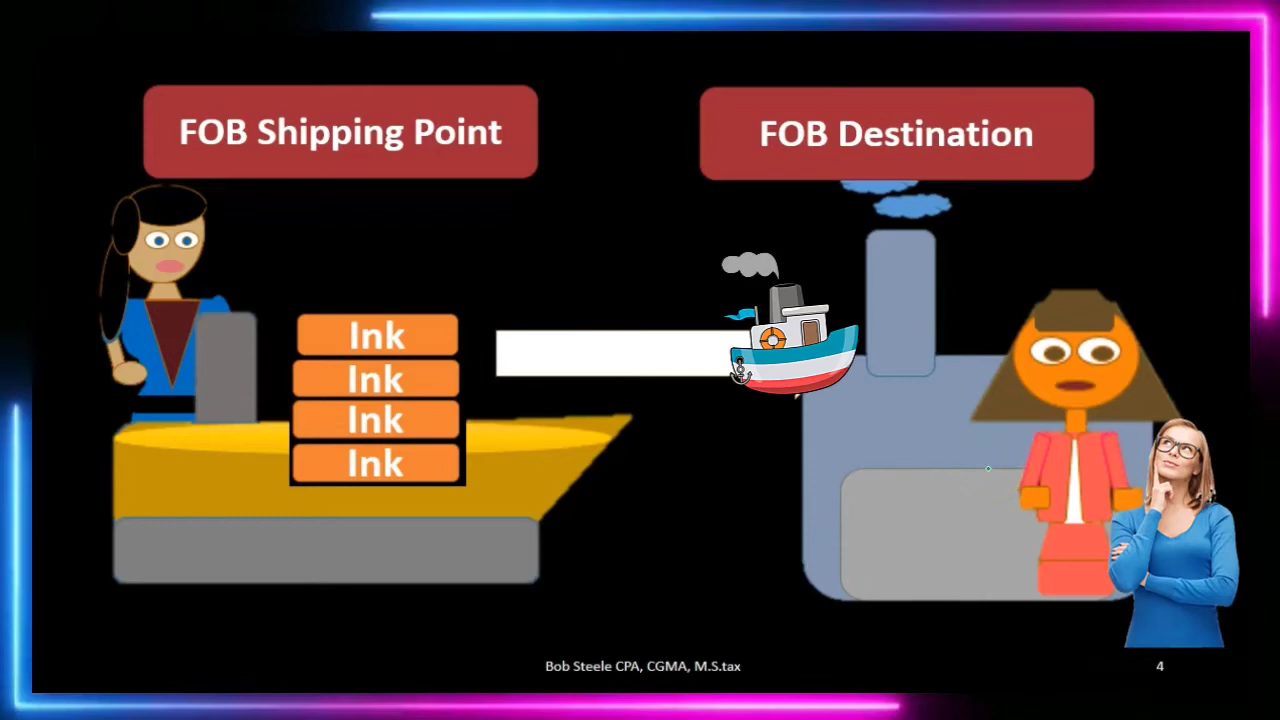 FOB Shipping Point
FOB Destination
Ink
Ink
Ink
Ink
Bob Steele CPA, CGMA, M.S.tax
4